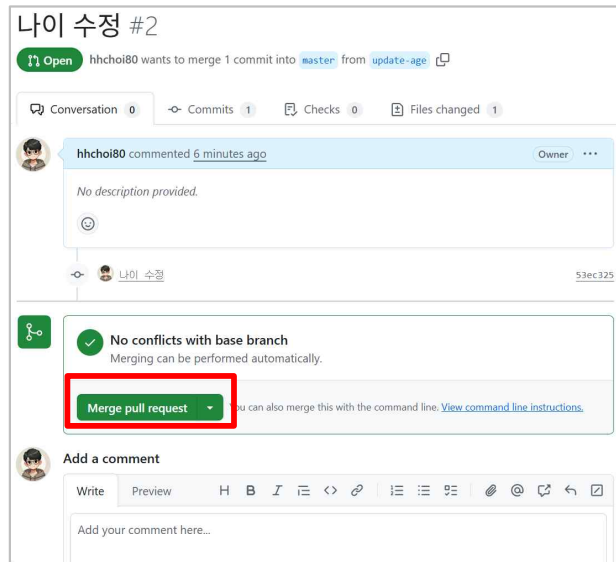 나이 수정 #2
Open hhchoi80 wants to merge 1 commit into master from update-age
Conversation 0 Commits 1 Checks 0 Files changed 1
hhchoi80 commented 6 minutes ago Owner ...
No description provided.
나이 수정 53ec325
No conflicts with base branch
Merging can be performed automatically.
Merge pull request You can also merge this with the command line. View command line instructions.
Add a comment
Write Preview H B I
Add your comment here...